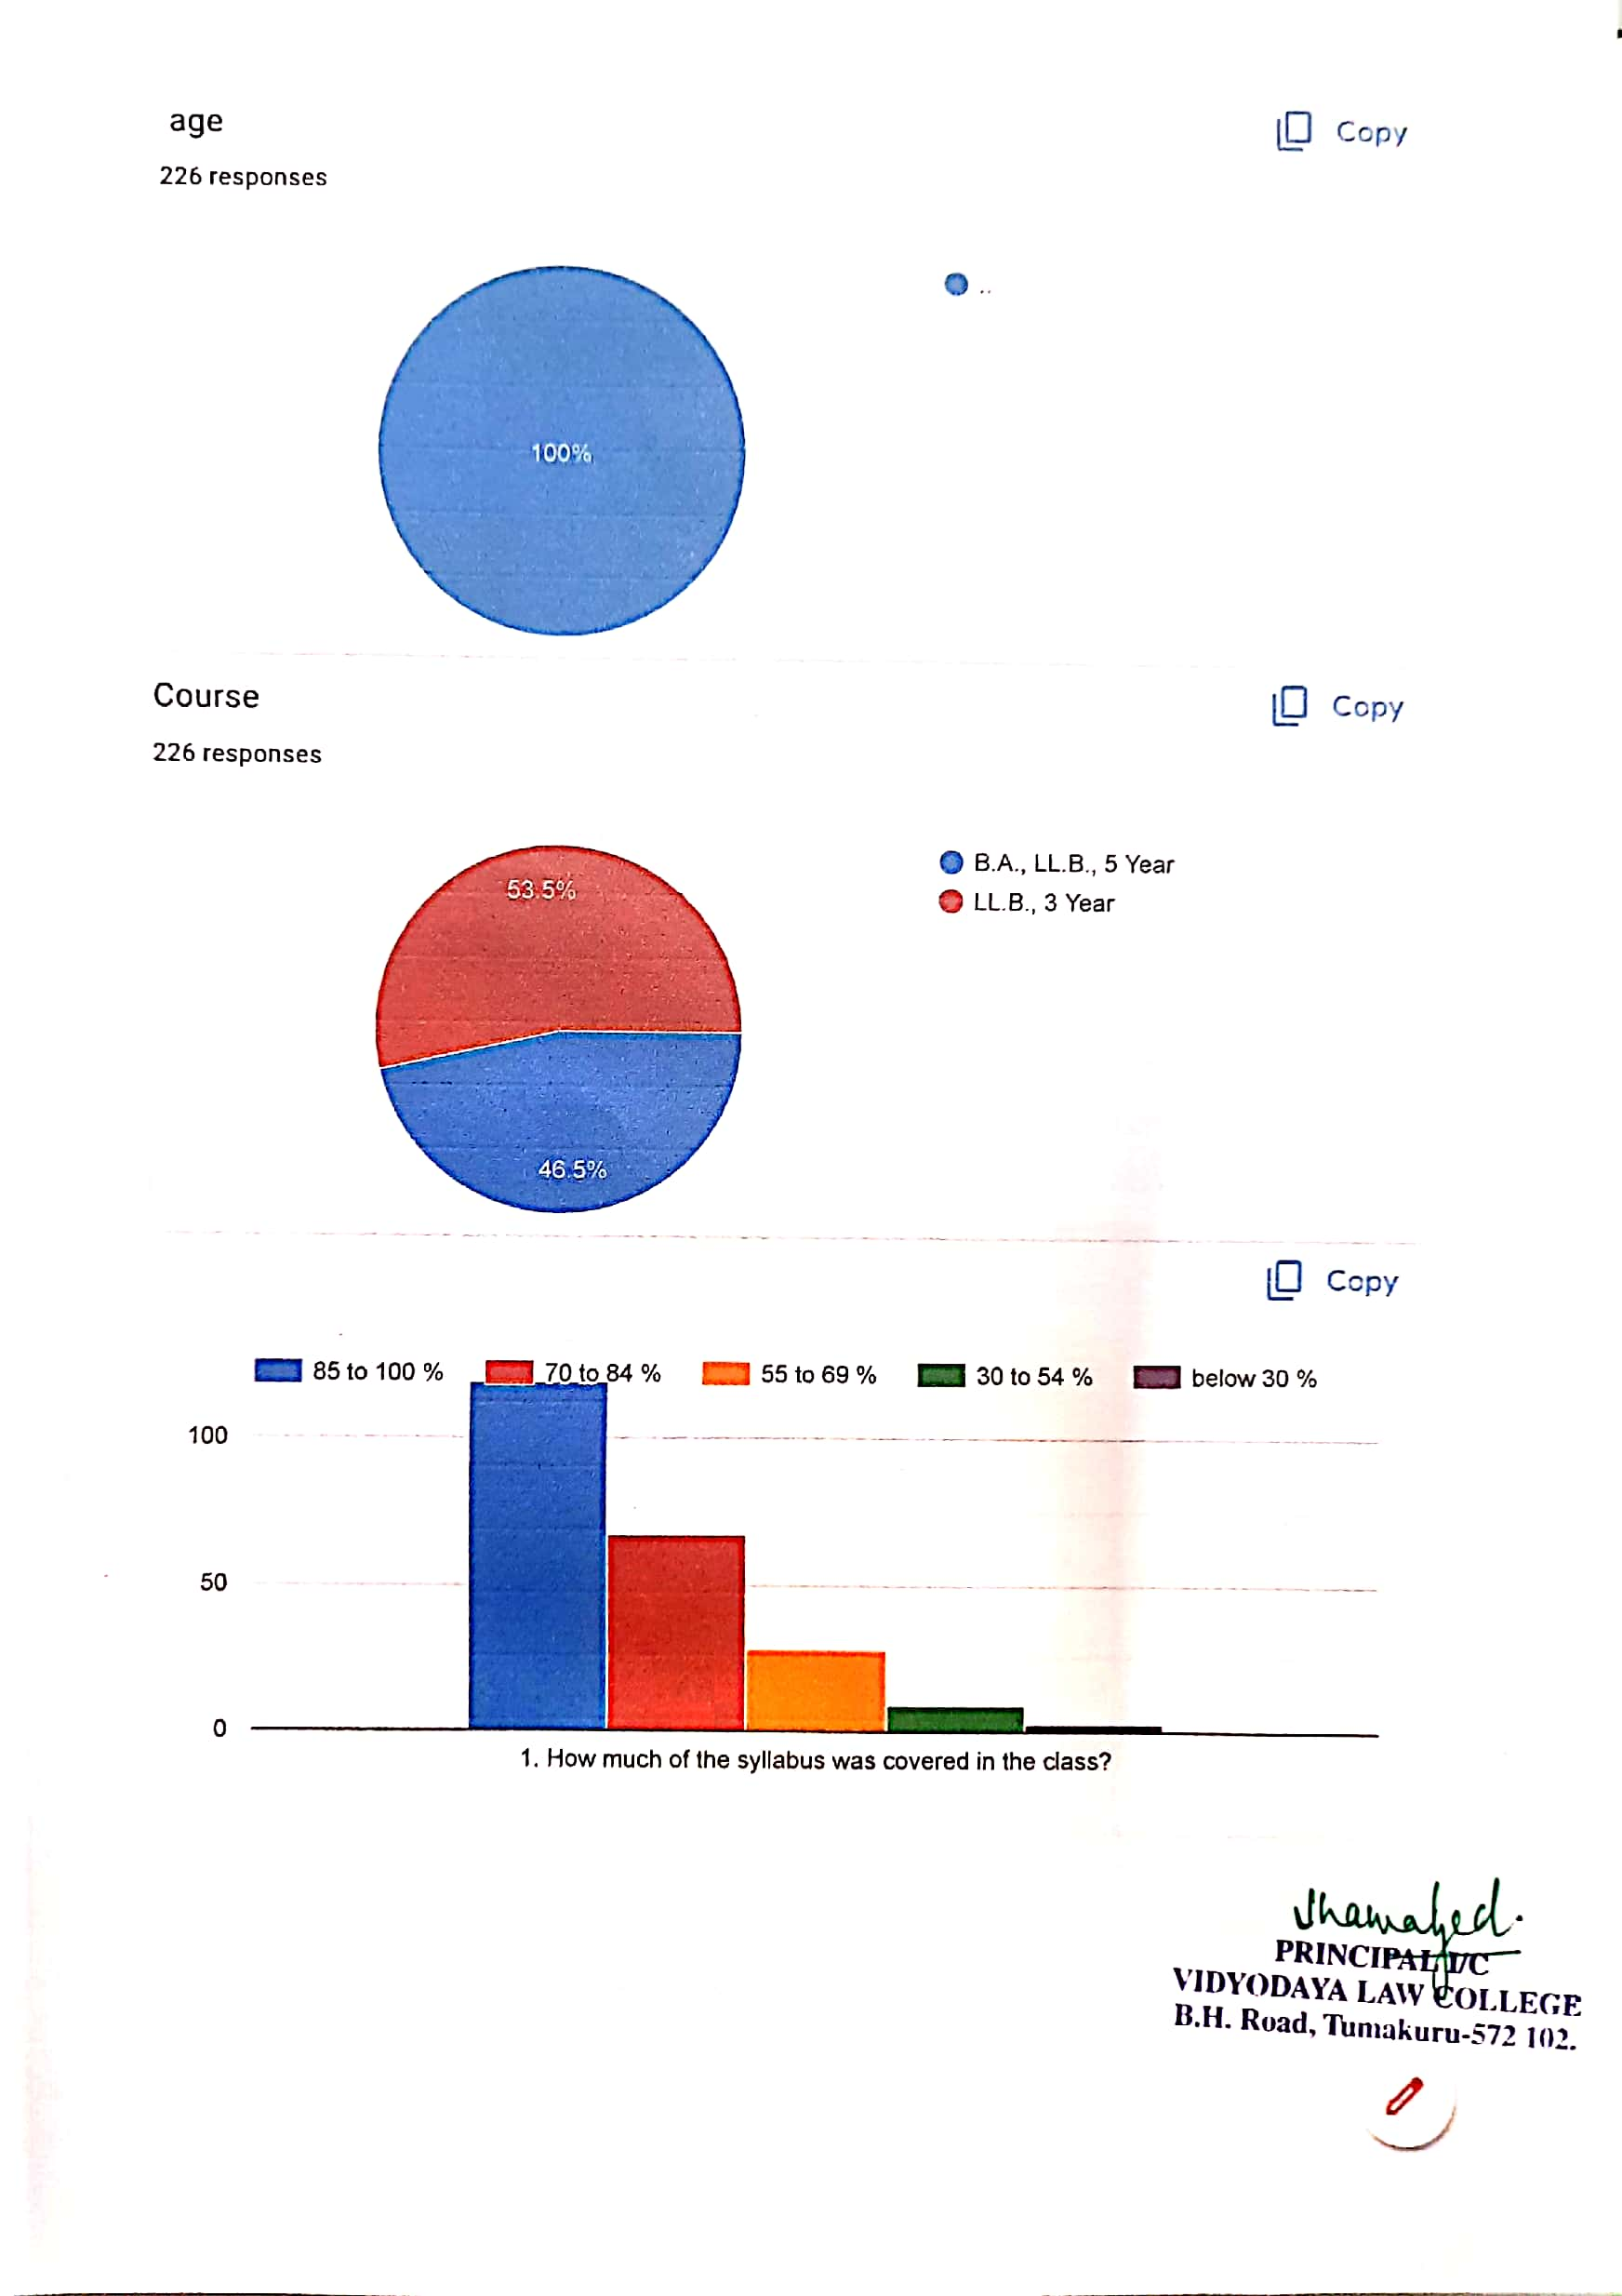 age
Copy
226 responses
..
100%
Course
Copy
226 responses
B.A., LL.B., 5 Year
LL.B., 3 Year
53.5%
46.5%
Copy
85 to 100 % 70 to 84 % 55 to 69 % 30 to 54 % below 30 %
100
50
0
1. How much of the syllabus was covered in the class?
PRINCIPAL I/C
VIDYODAYA LAW COLLEGE
B.H. Road, Tumakuru-572 102.